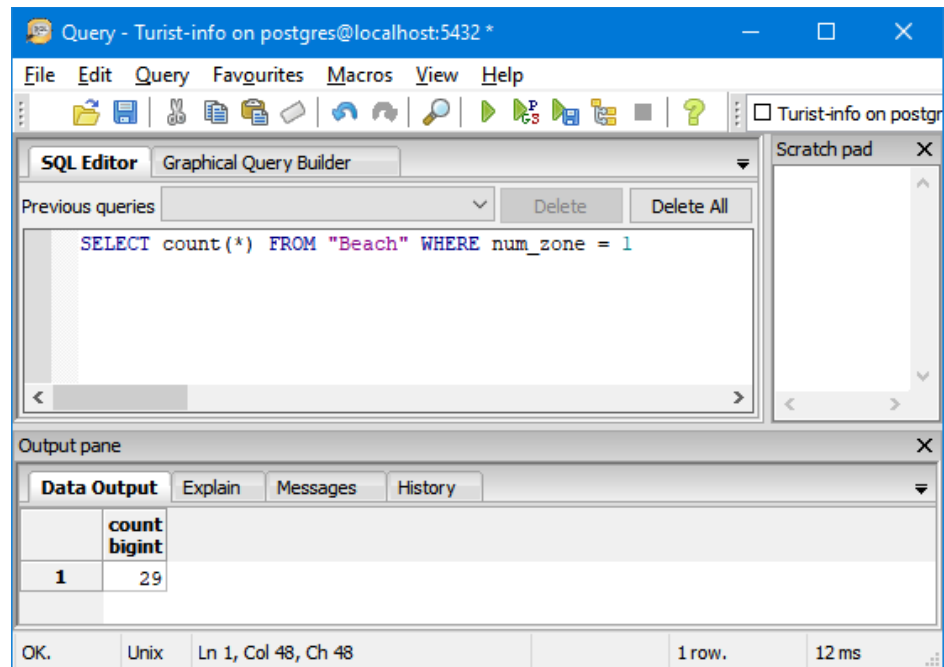 Query - Turist-info on postgres@localhost:5432 *
File Edit Query Favourites Macros View Help
Turist-info on postgr
SQL Editor Graphical Query Builder
Scratch pad
Previous queries Delete Delete All
SELECT count(*) FROM "Beach" WHERE num_zone = 1
Output pane
Data Output Explain Messages History
count
bigint
1 29
OK. Unix Ln 1, Col 48, Ch 48 1 row. 12 ms